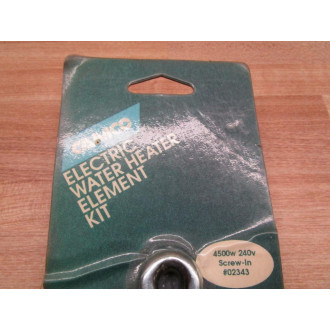 CAMCO
ELECTRIC
WATER HEATER
ELEMENT
KIT
4500w 240v
Screw-In
#02343